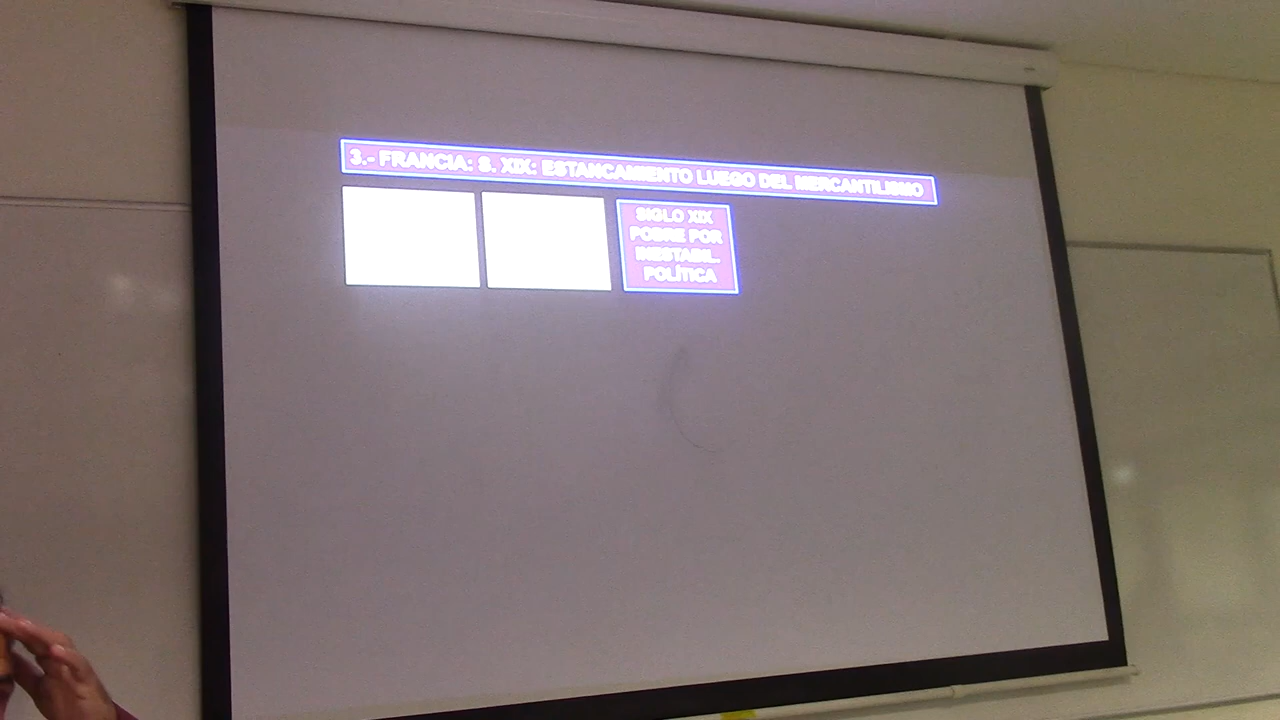 3.- FRANCIA: S. XIX: ESTANCAMIENTO LUEGO DEL MERCANTILISMO
SIGLO XIX
POBRE POR
INESTABIL.
POLÍTICA